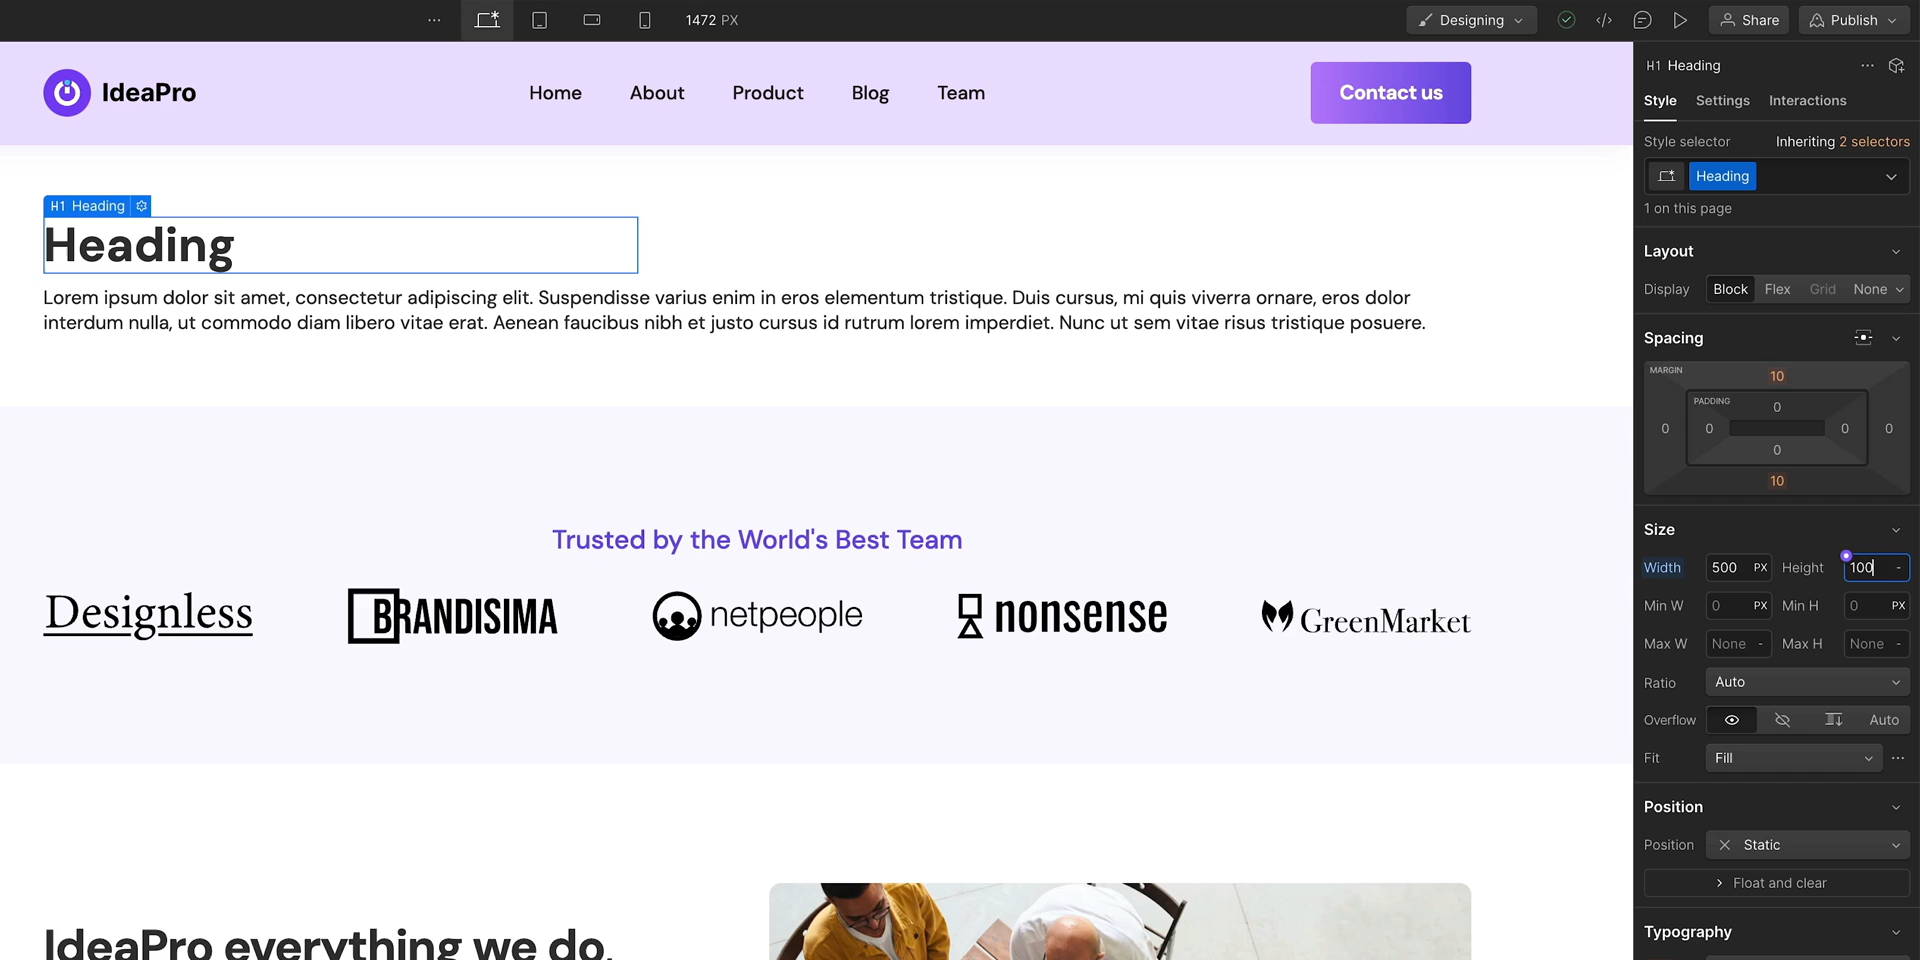 1472 PX
Designing
Share
Publish
IdeaPro
Home
About
Product
Blog
Team
Contact us
H1 Heading
Heading
Lorem ipsum dolor sit amet, consectetur adipiscing elit. Suspendisse varius enim in eros elementum tristique. Duis cursus, mi quis viverra ornare, eros dolor
interdum nulla, ut commodo diam libero vitae erat. Aenean faucibus nibh et justo cursus id rutrum lorem imperdiet. Nunc ut sem vitae risus tristique posuere.
Trusted by the World's Best Team
Designless
BRANDISIMA
netpeople
nonsense
GreenMarket
IdeaPro everything we do,
H1 Heading
Style Settings Interactions
Style selector Inheriting 2 selectors
Heading
1 on this page
Layout
Display Block Flex Grid None
Spacing
MARGIN
10
PADDING
0
0 0 0 0
0
10
Size
Width 500 PX Height 100 -
Min W 0 PX Min H 0 PX
Max W None - Max H None -
Ratio Auto
Overflow Auto
Fit Fill
Position
Position Static
Float and clear
Typography